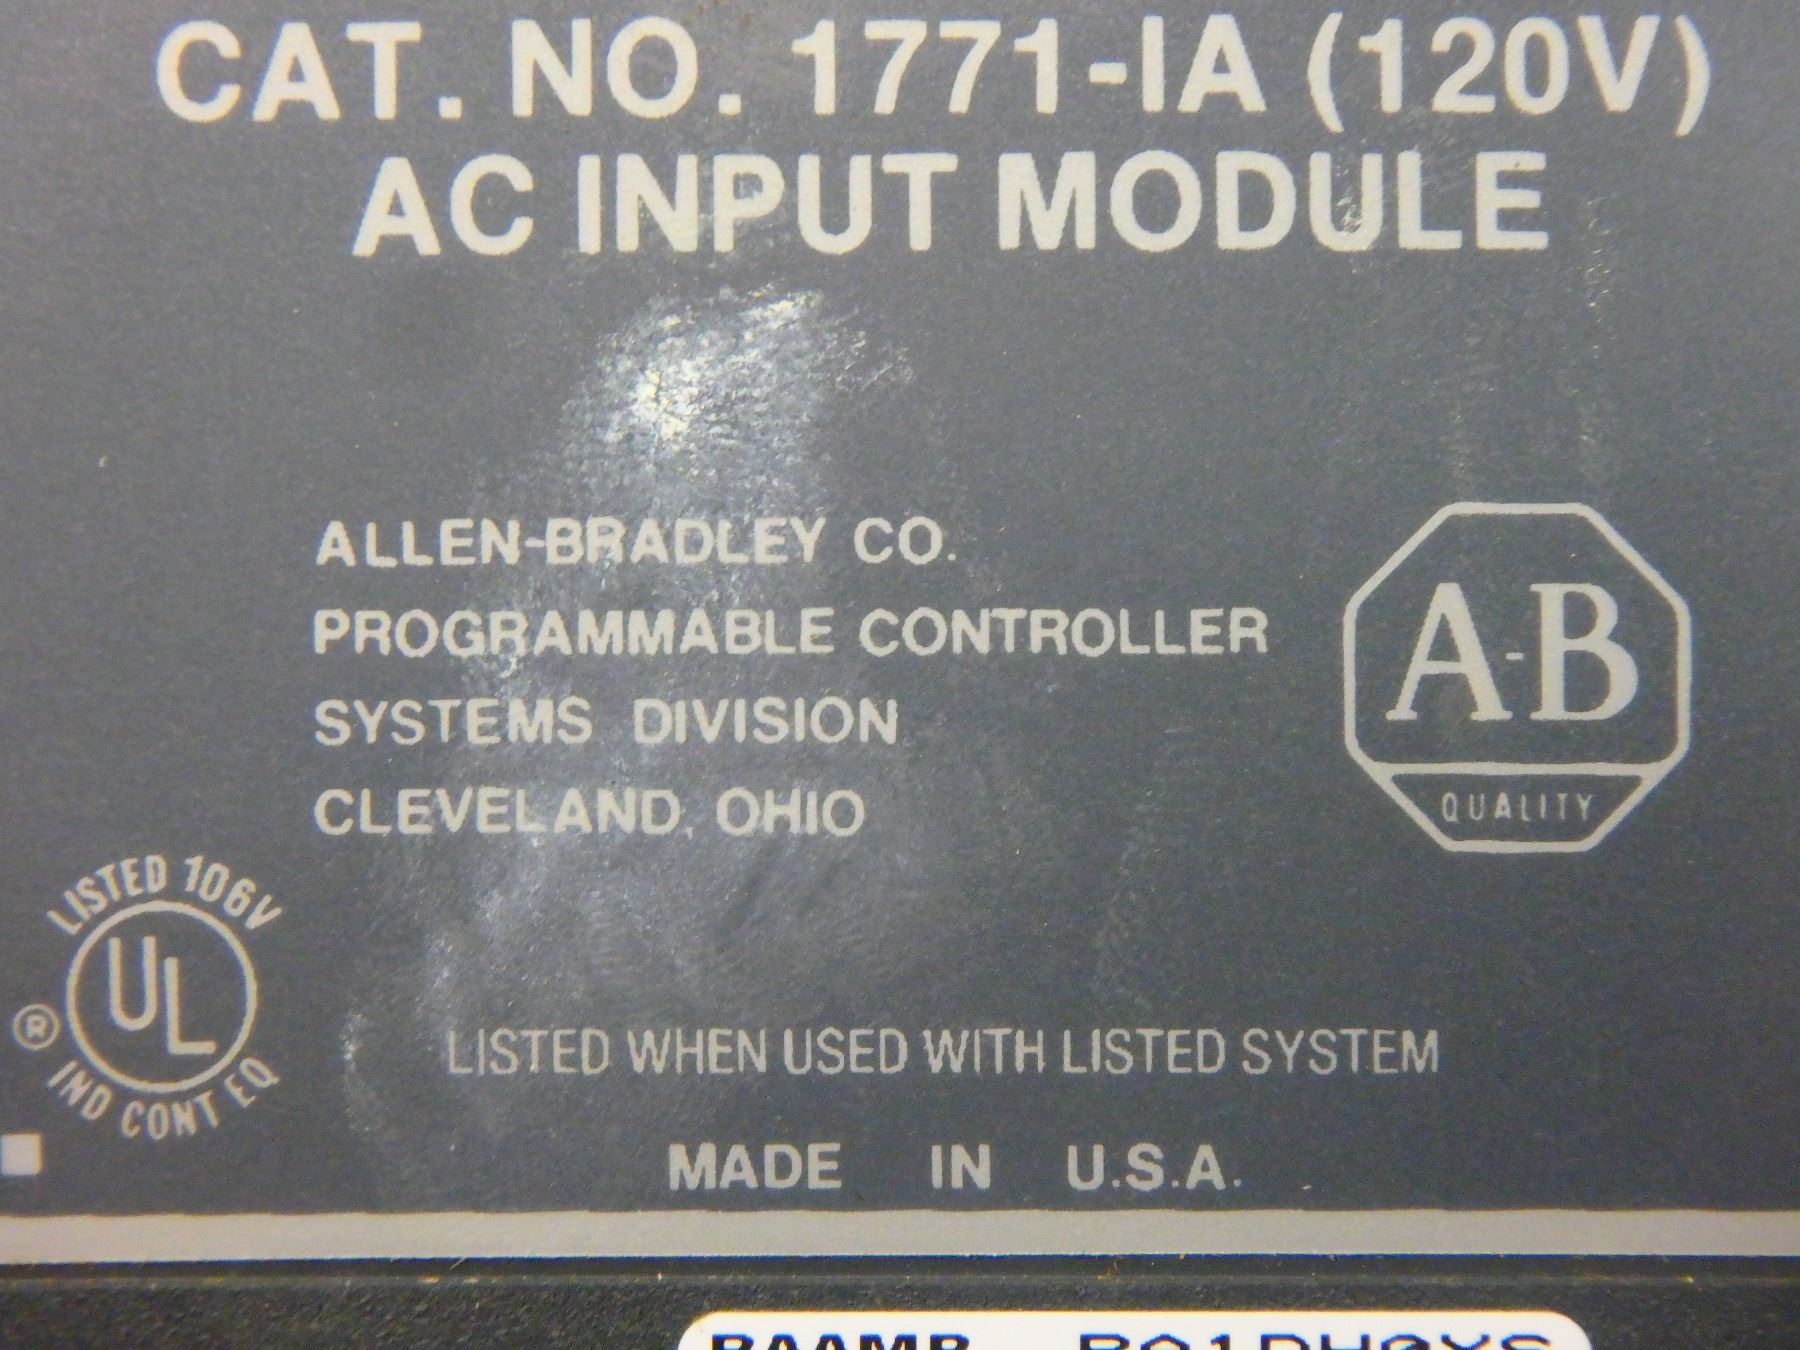 CAT. NO. 1771-IA (120V)
AC INPUT MODULE
ALLEN-BRADLEY CO.
PROGRAMMABLE CONTROLLER
SYSTEMS DIVISION
CLEVELAND, OHIO
A-B
QUALITY
LISTED 106V
UL
®
IND CONT EQ
LISTED WHEN USED WITH LISTED SYSTEM
MADE IN U.S.A.